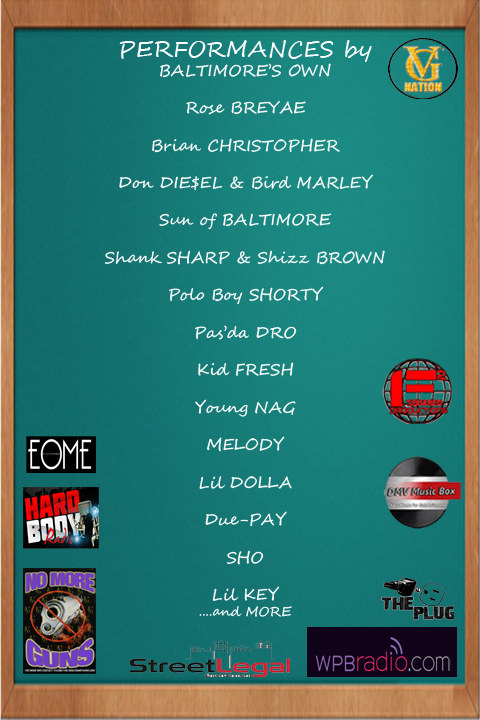 PERFORMANCES by
BALTIMORE'S OWN
Rose BREYAE
Brian CHRISTOPHER
Don DIE$EL & Bird MARLEY
Sun of BALTIMORE
Shank SHARP & Shizz BROWN
Polo Boy SHORTY
Pas'da DRO
Kid FRESH
Young NAG
MELODY
Lil DOLLA
Due-PAY
SHO
Lil KEY
....and MORE
VG
NATION
E
DMV Music Box
THE PLUG
WPBradio.com
StreetLegal
EOME
HARD
BODY
Radio
NO MORE
GUNS